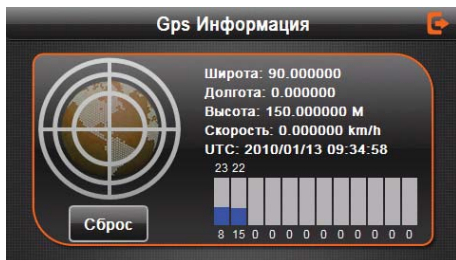 Gps Информация
Широта: 90.000000
Долгота: 0.000000
Высота: 150.000000 М
Скорость: 0.000000 km/h
UTC: 2010/01/13 09:34:58
23 22
8 15 0 0 0 0 0 0 0 0 0 0
Сброс